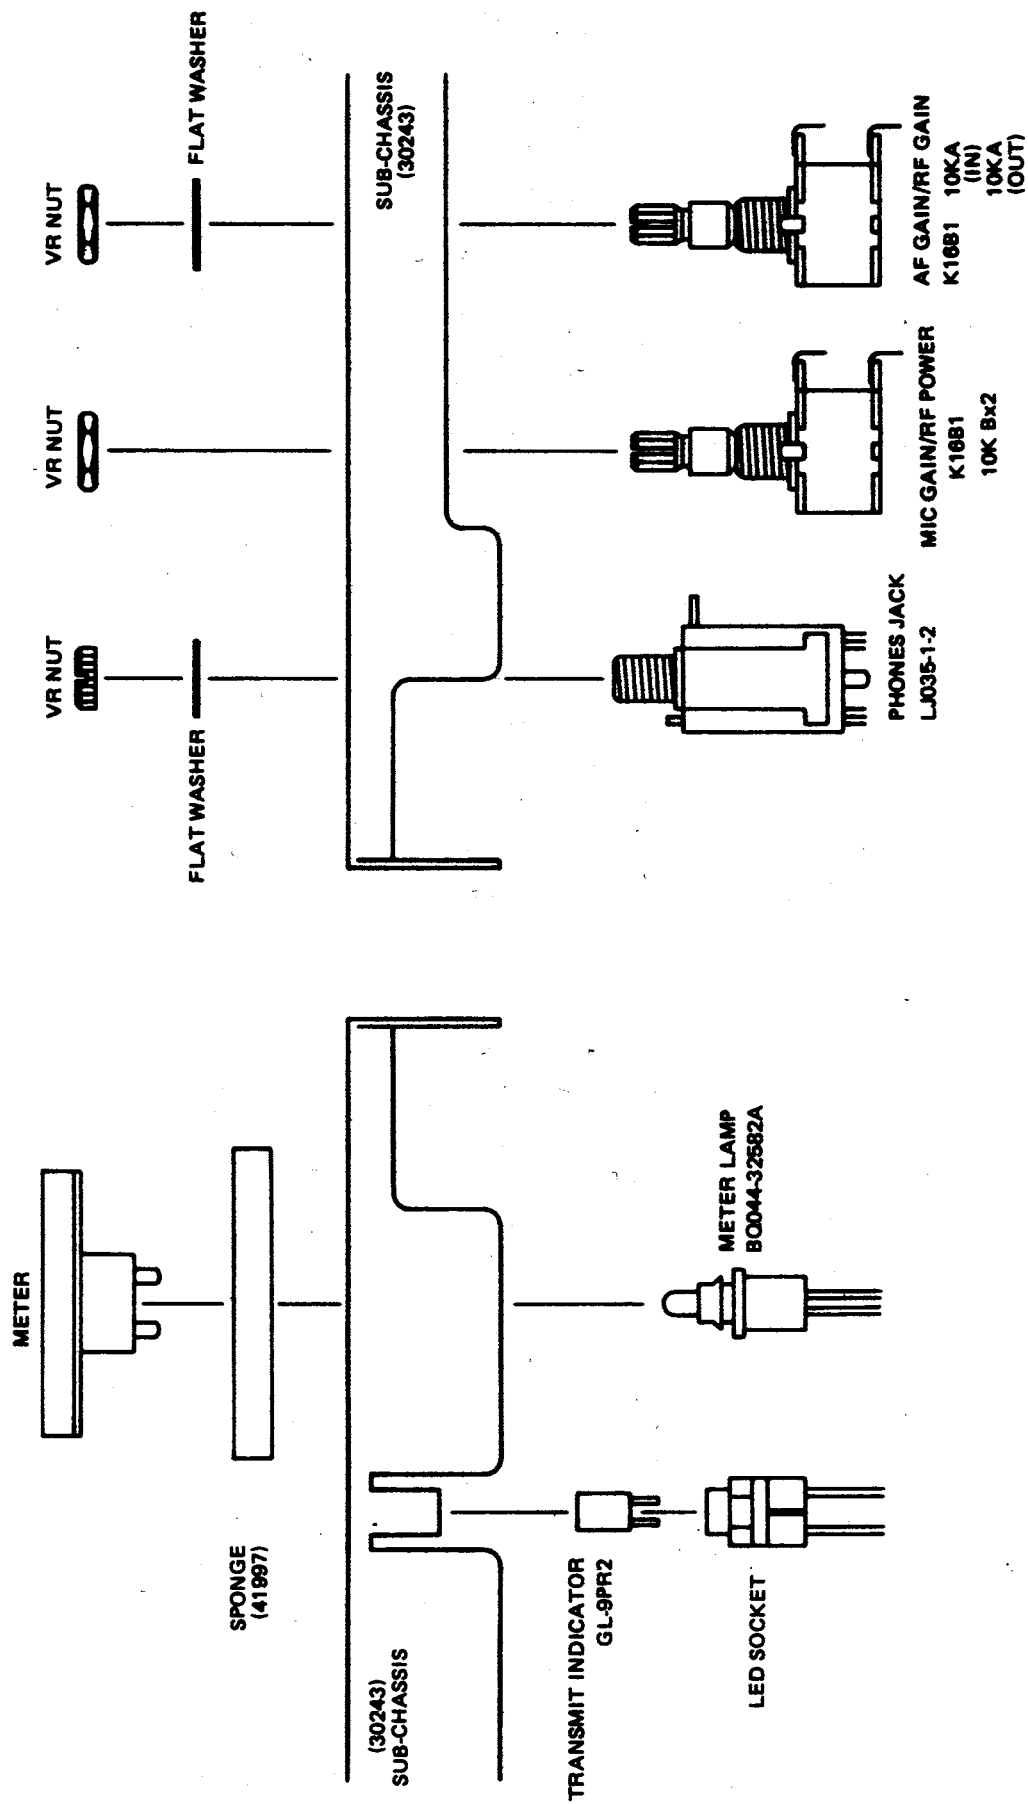 METER
SPONGE
(41997)
(30243)
SUB-CHASSIS
TRANSMIT INDICATOR
GL-9PR2
LED SOCKET
METER LAMP
BQ044-32582A
VR NUT
VR NUT
VR NUT
FLAT WASHER
FLAT WASHER
SUB-CHASSIS
(30243)
PHONES JACK
LJ035-1-2
MIC GAIN/RF POWER
K16B1
10K Bx2
AF GAIN/RF GAIN
K16B1 10KA
(IN)
10KA
(OUT)